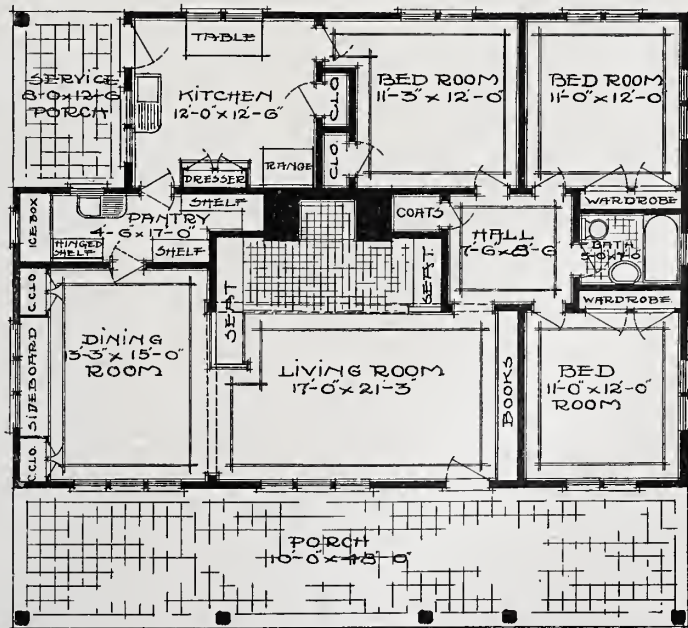 TABLE
SERVICE
8'-0"x12'-6"
PORCH
KITCHEN
12'-0"x12'-6"
CLO
CLO.
BED ROOM
11'-3"x12'-0"
BED ROOM
11'-0"x12'-0"
DRESSER
RANGE
WARDROBE
ICE BOX
SHELF
PANTRY
4'-6"x17'-0"
HINGED
SHELF
SHELF
COATS
HALL
7'-6"x8'-6"
BATH
WARDROBE
C.CLO
SIDEBOARD
C.CLO.
DINING
13'-3"x15'-0"
ROOM
SEAT
SEAT
LIVING ROOM
17'-0"x21'-3"
BOOKS
BED
11'-0"x12'-0"
ROOM
PORCH
10'-0"x48'-0"